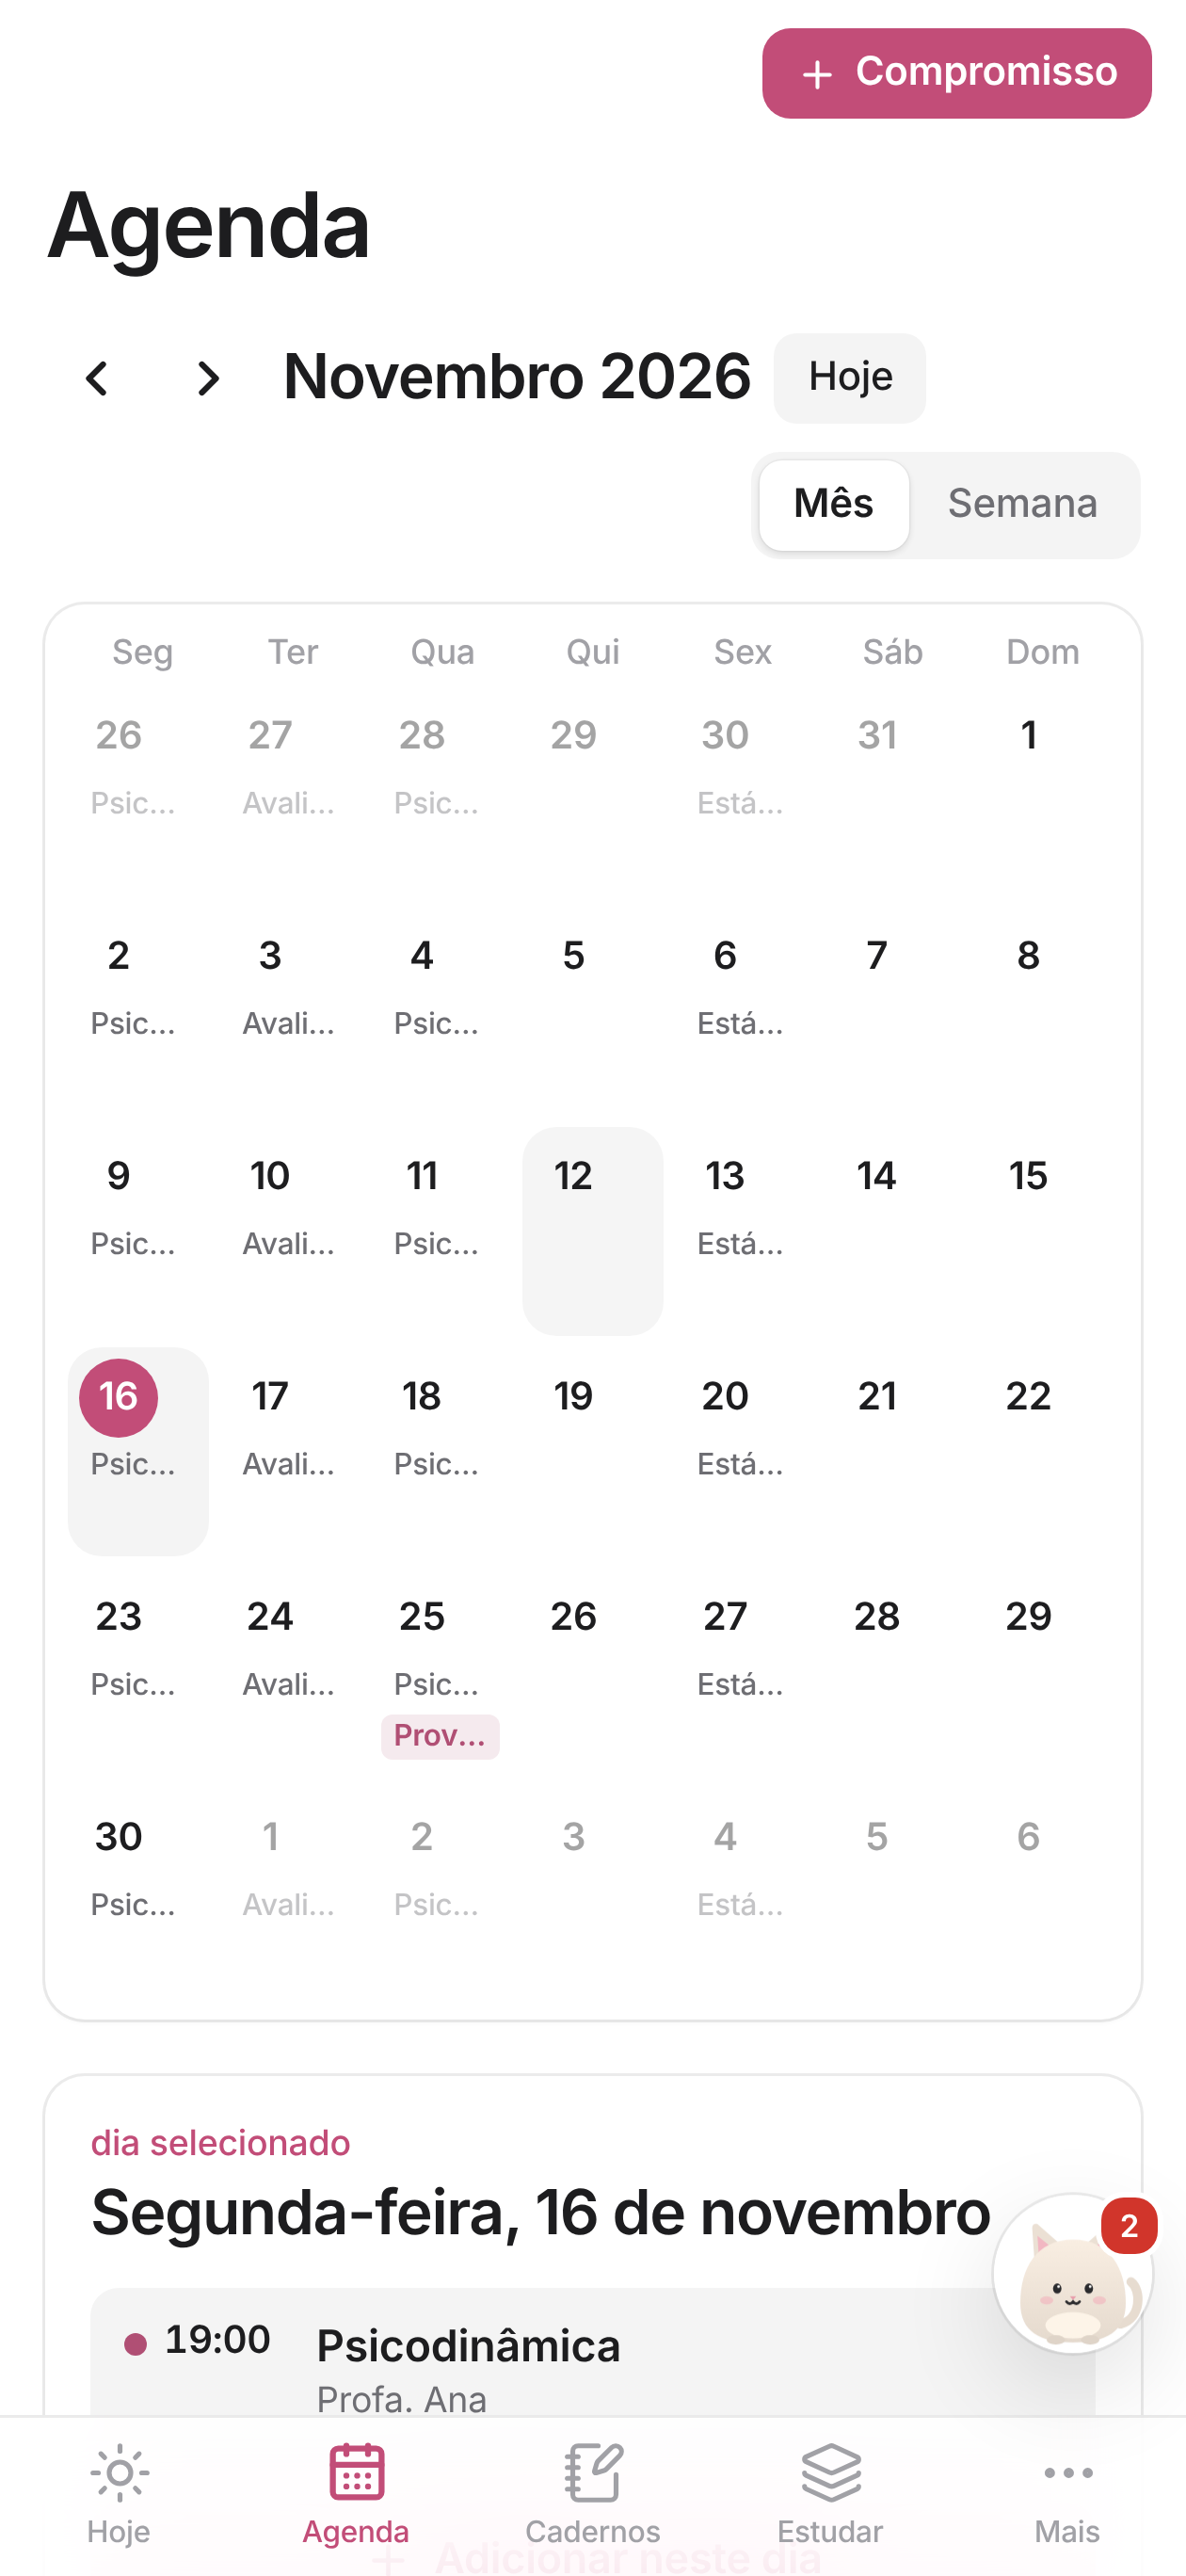 + Compromisso
Agenda
Novembro 2026 Hoje
Mês Semana
Seg Ter Qua Qui Sex Sáb Dom
26 27 28 29 30 31 1
Psic... Avali... Psic... Está...
2 3 4 5 6 7 8
Psic... Avali... Psic... Está...
9 10 11 12 13 14 15
Psic... Avali... Psic... Está...
16 17 18 19 20 21 22
Psic... Avali... Psic... Está...
23 24 25 26 27 28 29
Psic... Avali... Psic... Está...
Prov...
30 1 2 3 4 5 6
Psic... Avali... Psic... Está...
dia selecionado
Segunda-feira, 16 de novembro
2
19:00 Psicodinâmica
Profa. Ana
Hoje Agenda Cadernos Estudar Mais
+ Adicionar neste dia